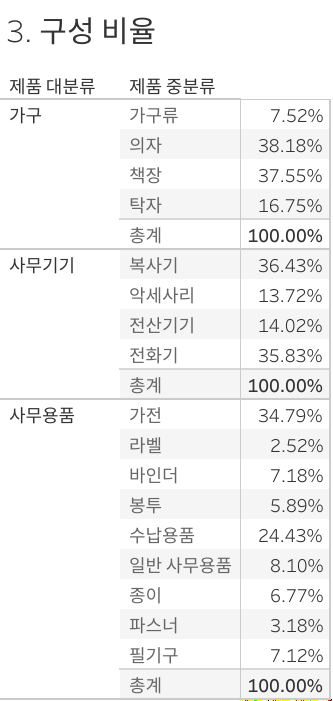 3. 구성 비율
제품 대분류 제품 중분류
가구 가구류 7.52%
의자 38.18%
책장 37.55%
탁자 16.75%
총계 100.00%
사무기기 복사기 36.43%
악세사리 13.72%
전산기기 14.02%
전화기 35.83%
총계 100.00%
사무용품 가전 34.79%
라벨 2.52%
바인더 7.18%
봉투 5.89%
수납용품 24.43%
일반 사무용품 8.10%
종이 6.77%
파스너 3.18%
필기구 7.12%
총계 100.00%